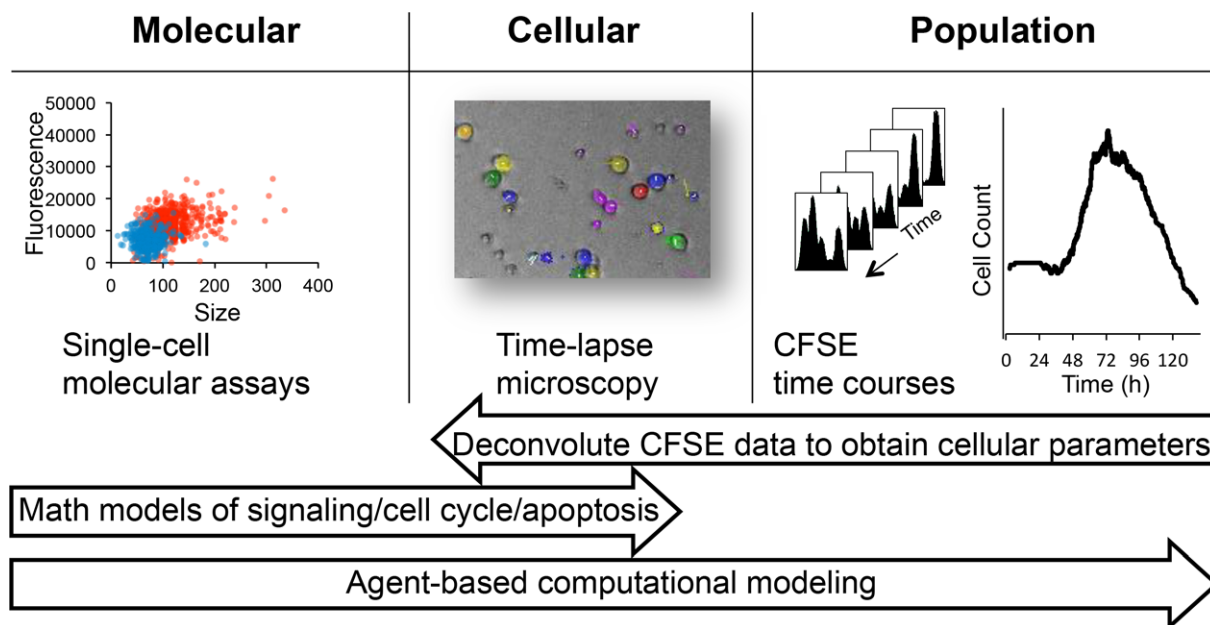 Molecular
Cellular
Population
50000
40000
30000
20000
10000
0
Fluorescence
0 100 200 300 400
Size
Single-cell
molecular assays
Time-lapse
microscopy
Time
CFSE
time courses
Cell Count
0 24 48 72 96 120
Time (h)
Deconvolute CFSE data to obtain cellular parameters
Math models of signaling/cell cycle/apoptosis
Agent-based computational modeling